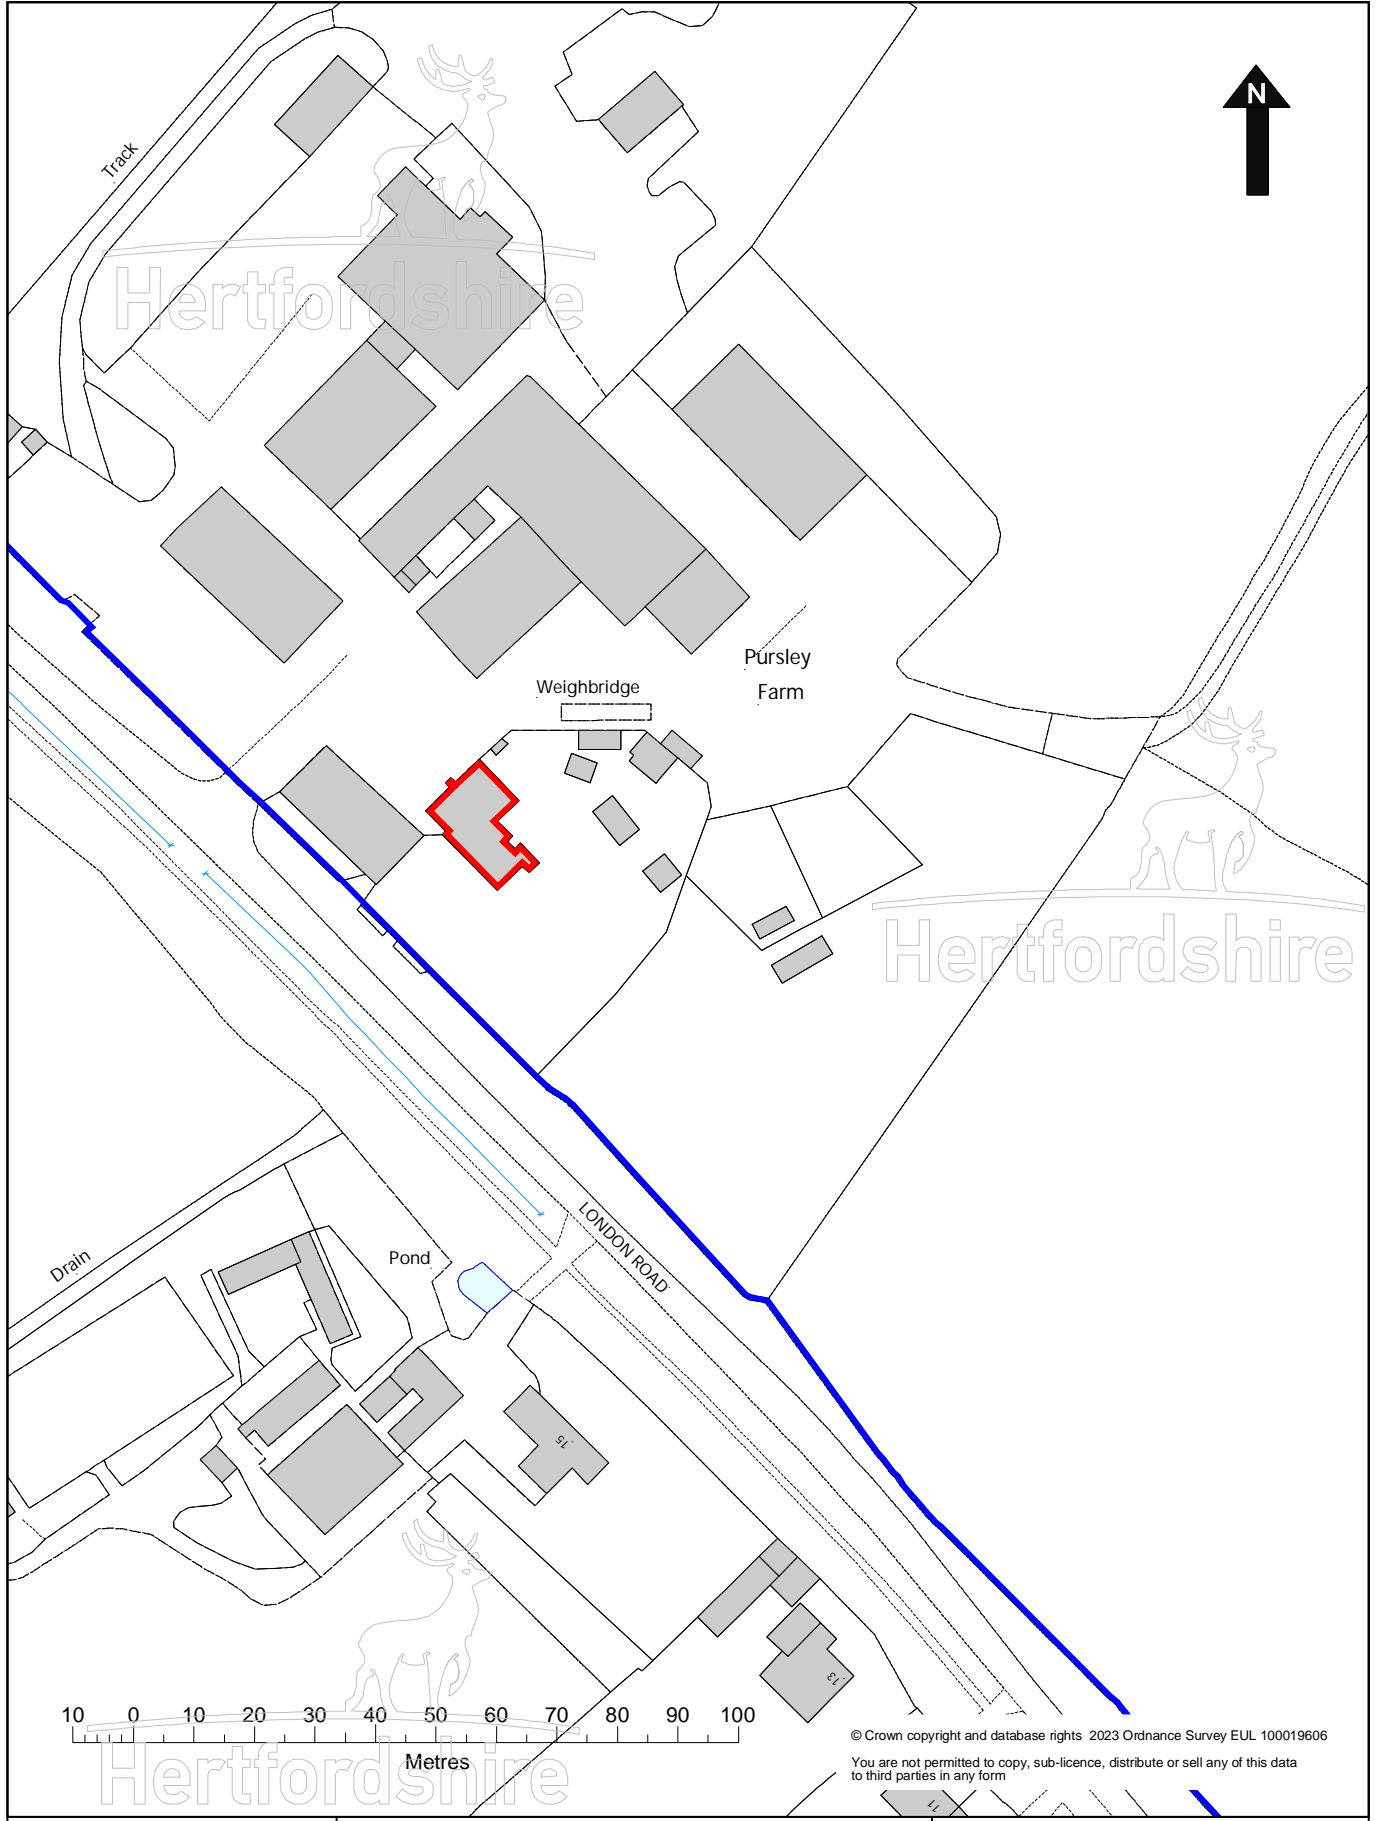 N
Track
Hertfordshire
Pursley
Farm
Weighbridge
Hertfordshire
LONDON ROAD
Pond
Drain
15
13
10 0 10 20 30 40 50 60 70 80 90 100
Metres
Hertfordshire
© Crown copyright and database rights 2023 Ordnance Survey EUL 100019606
You are not permitted to copy, sub-licence, distribute or sell any of this data
to third parties in any form
11